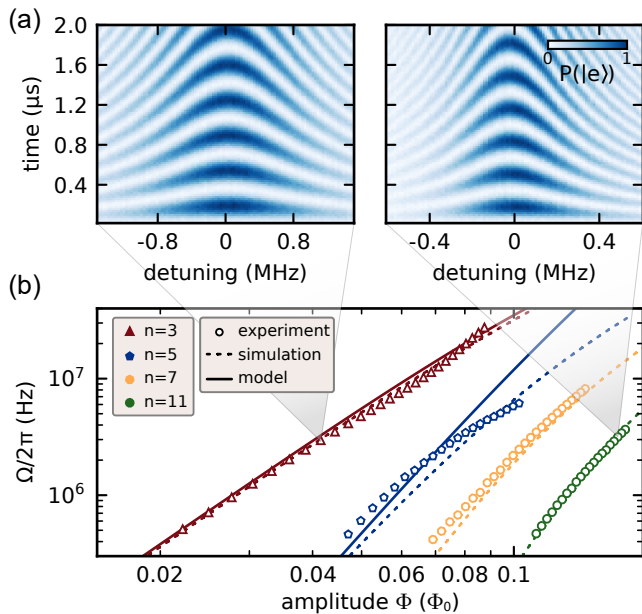 (a)
2.0
1.6
1.2
0.8
0.4
time (μs)
-0.8 0 0.8
detuning (MHz)
0 1
P(|e⟩)
-0.4 0 0.4
detuning (MHz)
(b)
n=3
n=5
n=7
n=11
experiment
simulation
model
10⁷
10⁶
Ω/2π (Hz)
0.02 0.04 0.06 0.08 0.1
amplitude Φ (Φ₀)